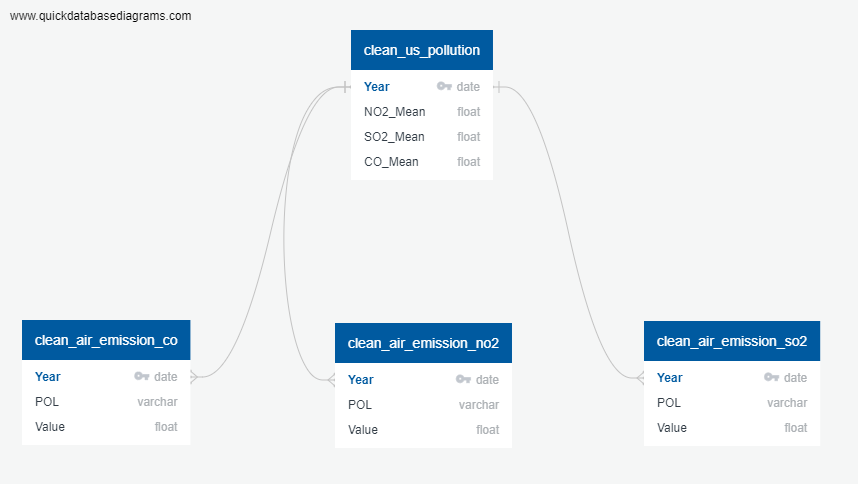 www.quickdatabasediagrams.com
clean_us_pollution
Year date
NO2_Mean float
SO2_Mean float
CO_Mean float
clean_air_emission_co
Year date
POL varchar
Value float
clean_air_emission_no2
Year date
POL varchar
Value float
clean_air_emission_so2
Year date
POL varchar
Value float